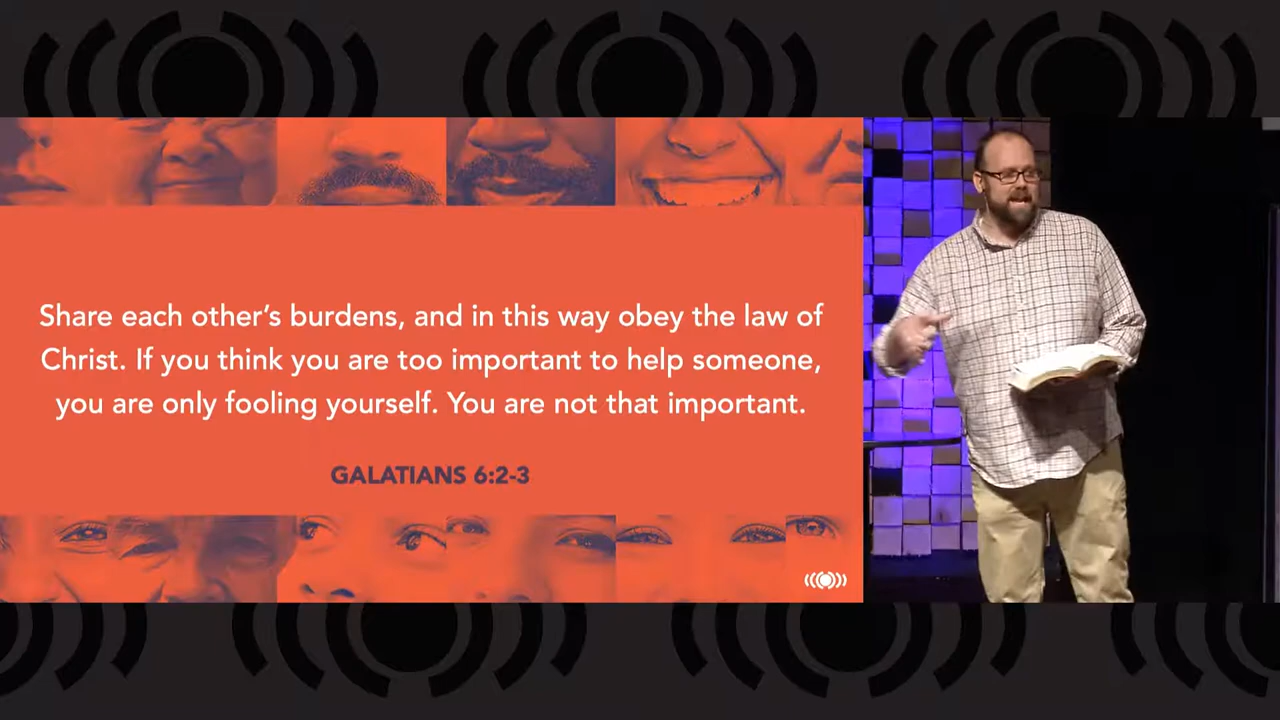 Share each other's burdens, and in this way obey the law of
Christ. If you think you are too important to help someone,
you are only fooling yourself. You are not that important.
GALATIANS 6:2-3